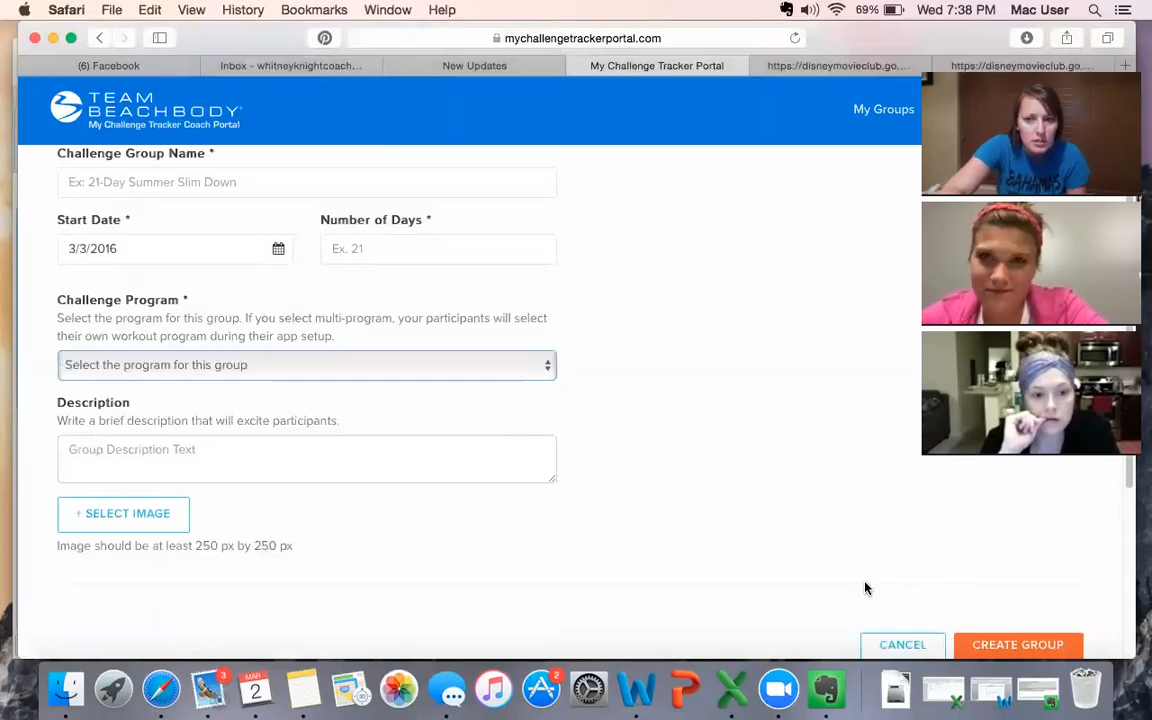 Safari File Edit View History Bookmarks Window Help 69% Wed 7:38 PM Mac User
mychallengetrackerportal.com
(6) Facebook Inbox – whitneyknightcoach... New Updates My Challenge Tracker Portal https://disneymovieclub.go.... https://disneymovieclub.go....
TEAM
BEACHBODY
My Challenge Tracker Coach Portal
My Groups
Challenge Group Name *
Ex: 21-Day Summer Slim Down
Start Date * Number of Days *
3/3/2016 Ex. 21
Challenge Program *
Select the program for this group. If you select multi-program, your participants will select
their own workout program during their app setup.
Select the program for this group
Description
Write a brief description that will excite participants.
Group Description Text
+ SELECT IMAGE
Image should be at least 250 px by 250 px
CANCEL CREATE GROUP
BAHAMAS
3
MAR
2
2